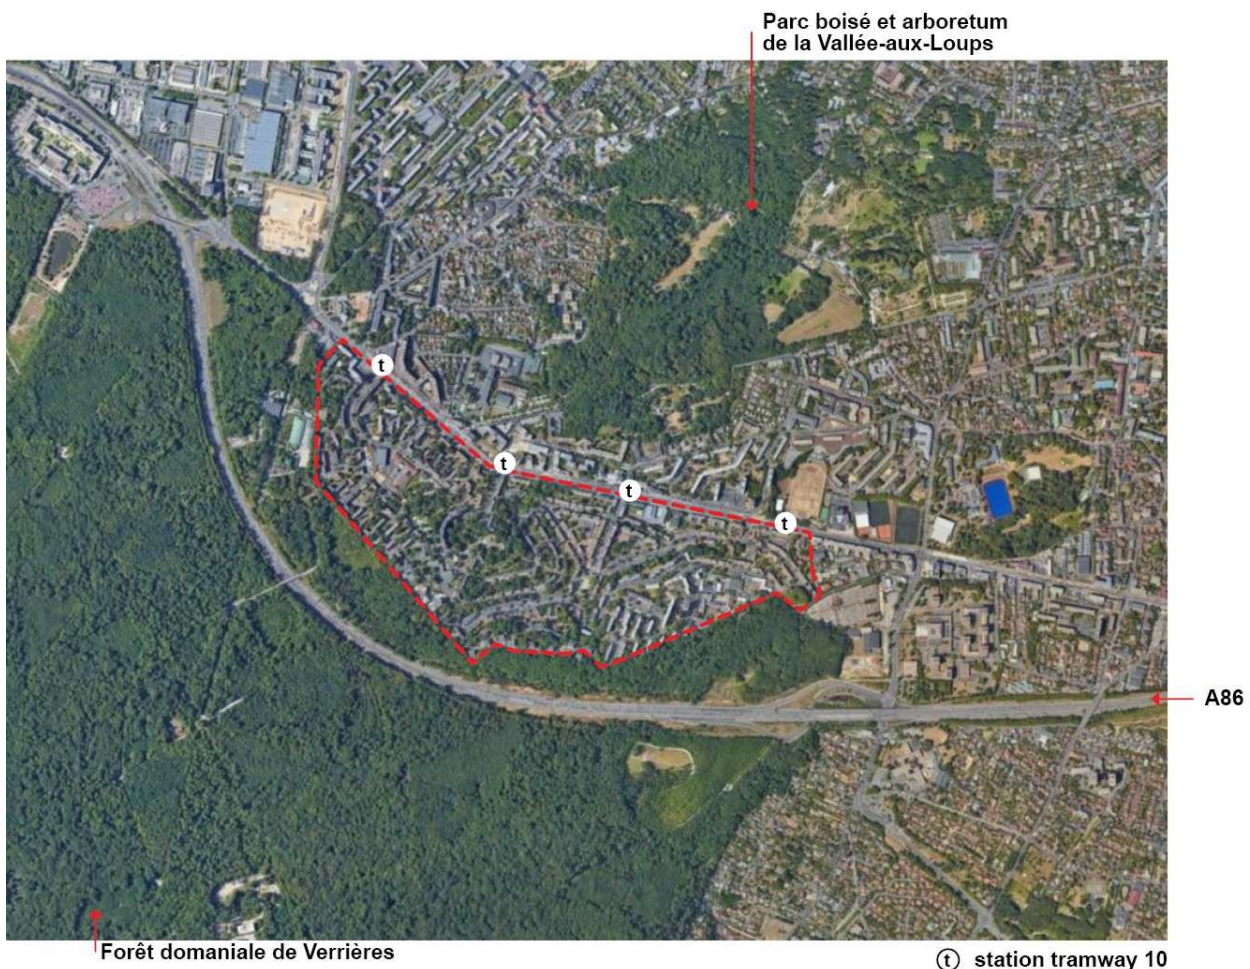 Parc boisé et arboretum
de la Vallée-aux-Loups
t
t
t
t
A86
Forêt domaniale de Verrières
t station tramway 10